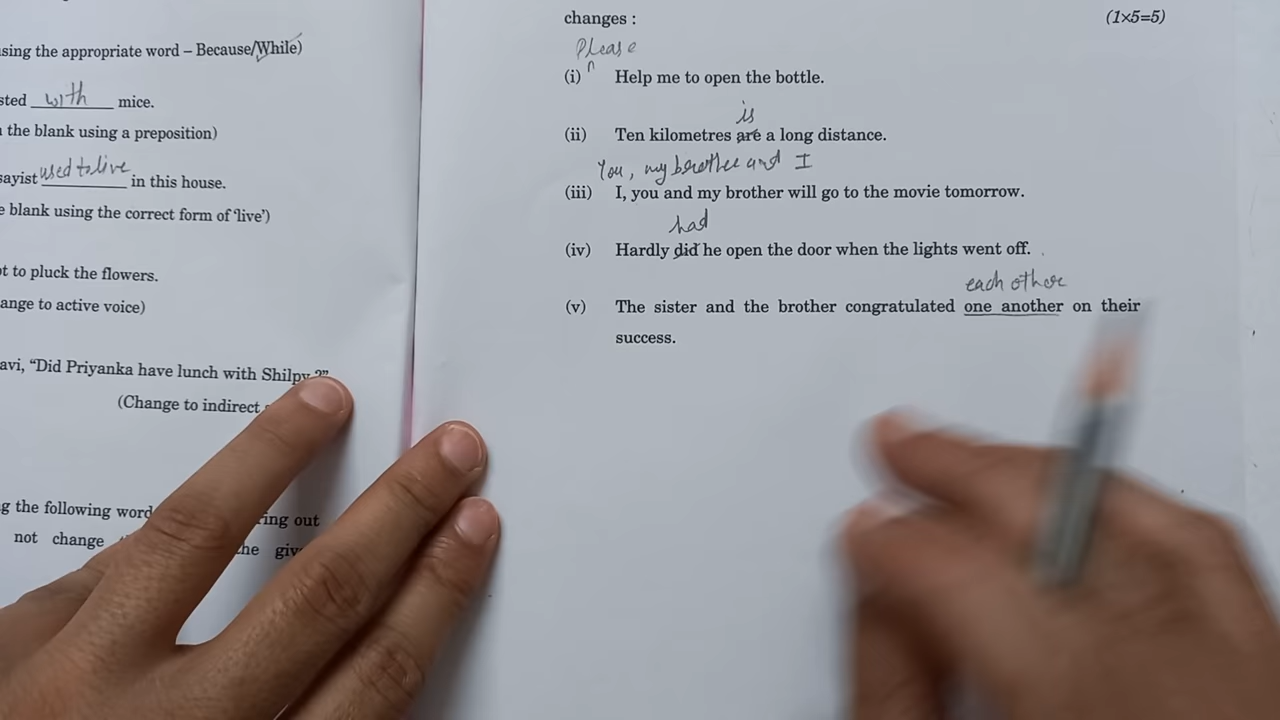 sing the appropriate word – Because/While)
sted with mice.
the blank using a preposition)
sayist used to live in this house.
e blank using the correct form of 'live')
t to pluck the flowers.
ange to active voice)
avi, "Did Priyanka have lunch with Shilpy ?"
(Change to indirect
g the following word ring out
not change the giv
changes :
(1×5=5)
Please
(i) ^ Help me to open the bottle.
is
(ii) Ten kilometres are a long distance.
You, my brother and I
(iii) I, you and my brother will go to the movie tomorrow.
had
(iv) Hardly did he open the door when the lights went off.
each other
(v) The sister and the brother congratulated one another on their
success.